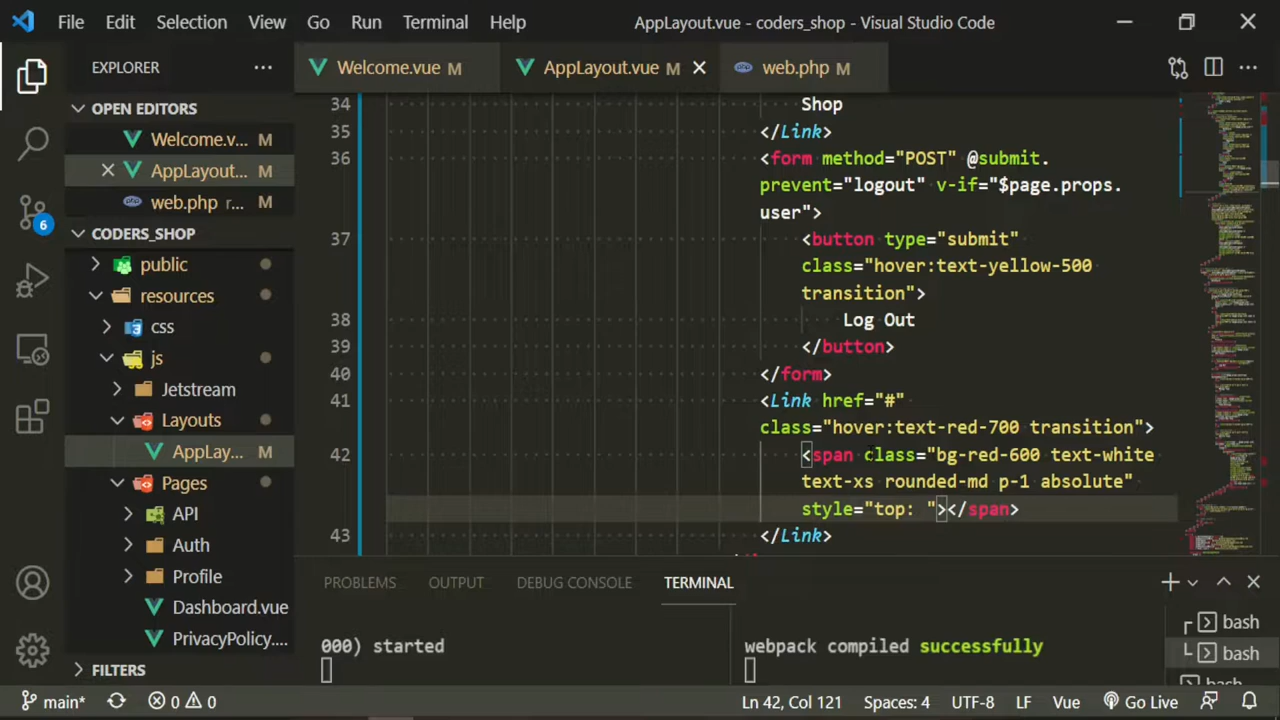 File Edit Selection View Go Run Terminal Help AppLayout.vue - coders_shop - Visual Studio Code
EXPLORER
Welcome.vue M AppLayout.vue M web.php M
OPEN EDITORS
Welcome.v... M
AppLayout... M
web.php r... M
CODERS_SHOP
public
resources
css
js
Jetstream
Layouts
AppLay... M
Pages
API
Auth
Profile
Dashboard.vue
PrivacyPolicy....
FILTERS
6
34 Shop
35 </Link>
36 <form method="POST" @submit.
prevent="logout" v-if="$page.props.
user">
37 <button type="submit"
class="hover:text-yellow-500
transition">
38 Log Out
39 </button>
40 </form>
41 <Link href="#"
class="hover:text-red-700 transition">
42 <span class="bg-red-600 text-white
text-xs rounded-md p-1 absolute"
style="top: "></span>
43 </Link>
PROBLEMS OUTPUT DEBUG CONSOLE TERMINAL
000) started
webpack compiled successfully
bash
bash
main* 0 0 Ln 42, Col 121 Spaces: 4 UTF-8 LF Vue Go Live